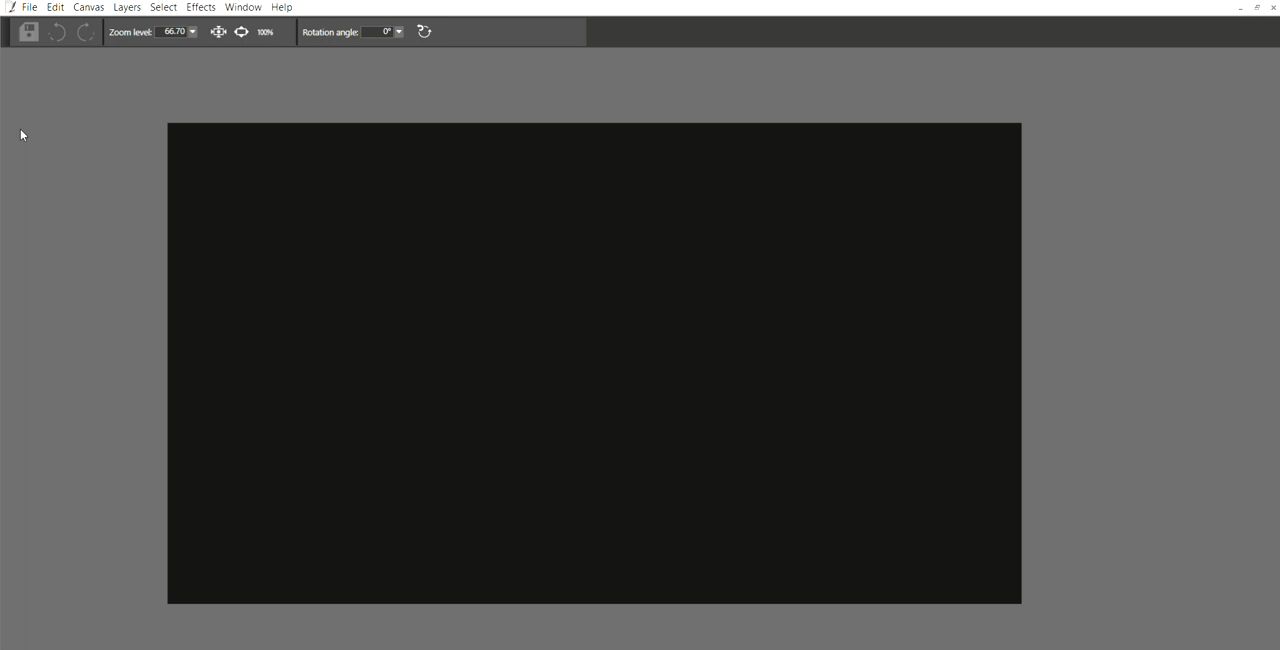 File Edit Canvas Layers Select Effects Window Help
Zoom level: 66.70 100% Rotation angle: 0°